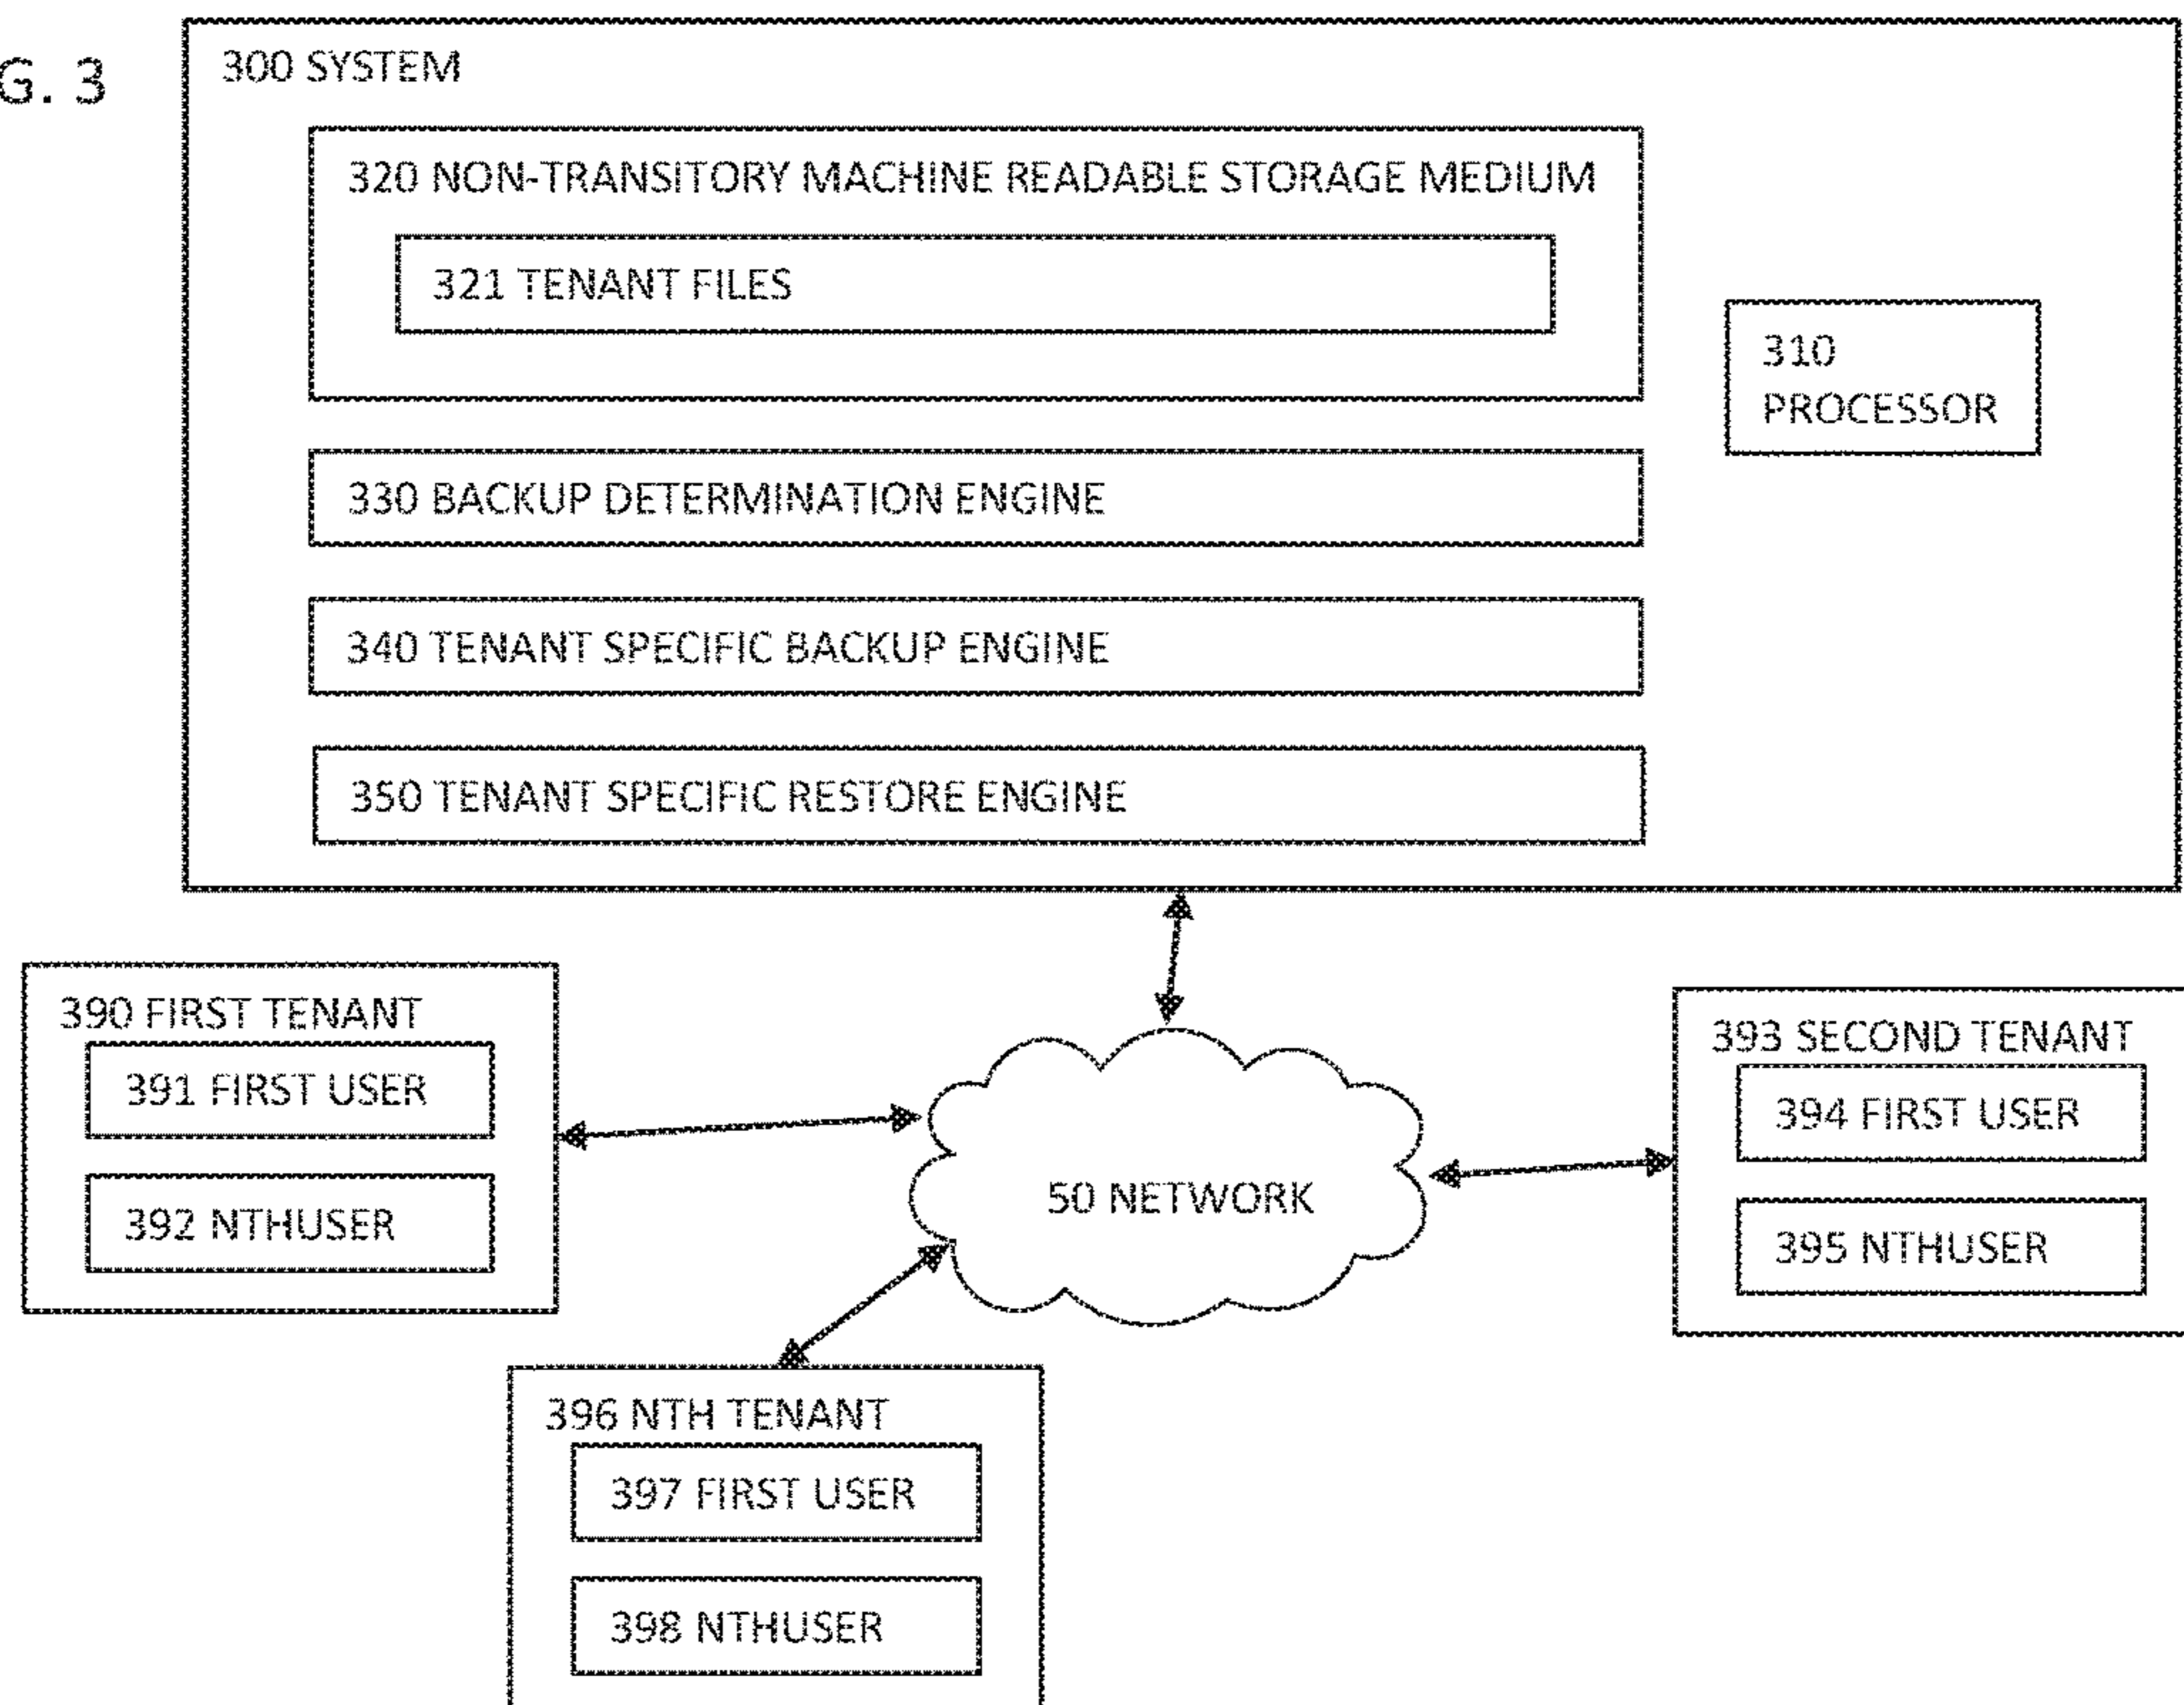 G. 3
300 SYSTEM
320 NON-TRANSITORY MACHINE READABLE STORAGE MEDIUM
321 TENANT FILES
310
PROCESSOR
330 BACKUP DETERMINATION ENGINE
340 TENANT SPECIFIC BACKUP ENGINE
350 TENANT SPECIFIC RESTORE ENGINE
390 FIRST TENANT
391 FIRST USER
392 NTHUSER
50 NETWORK
393 SECOND TENANT
394 FIRST USER
395 NTHUSER
396 NTH TENANT
397 FIRST USER
398 NTHUSER